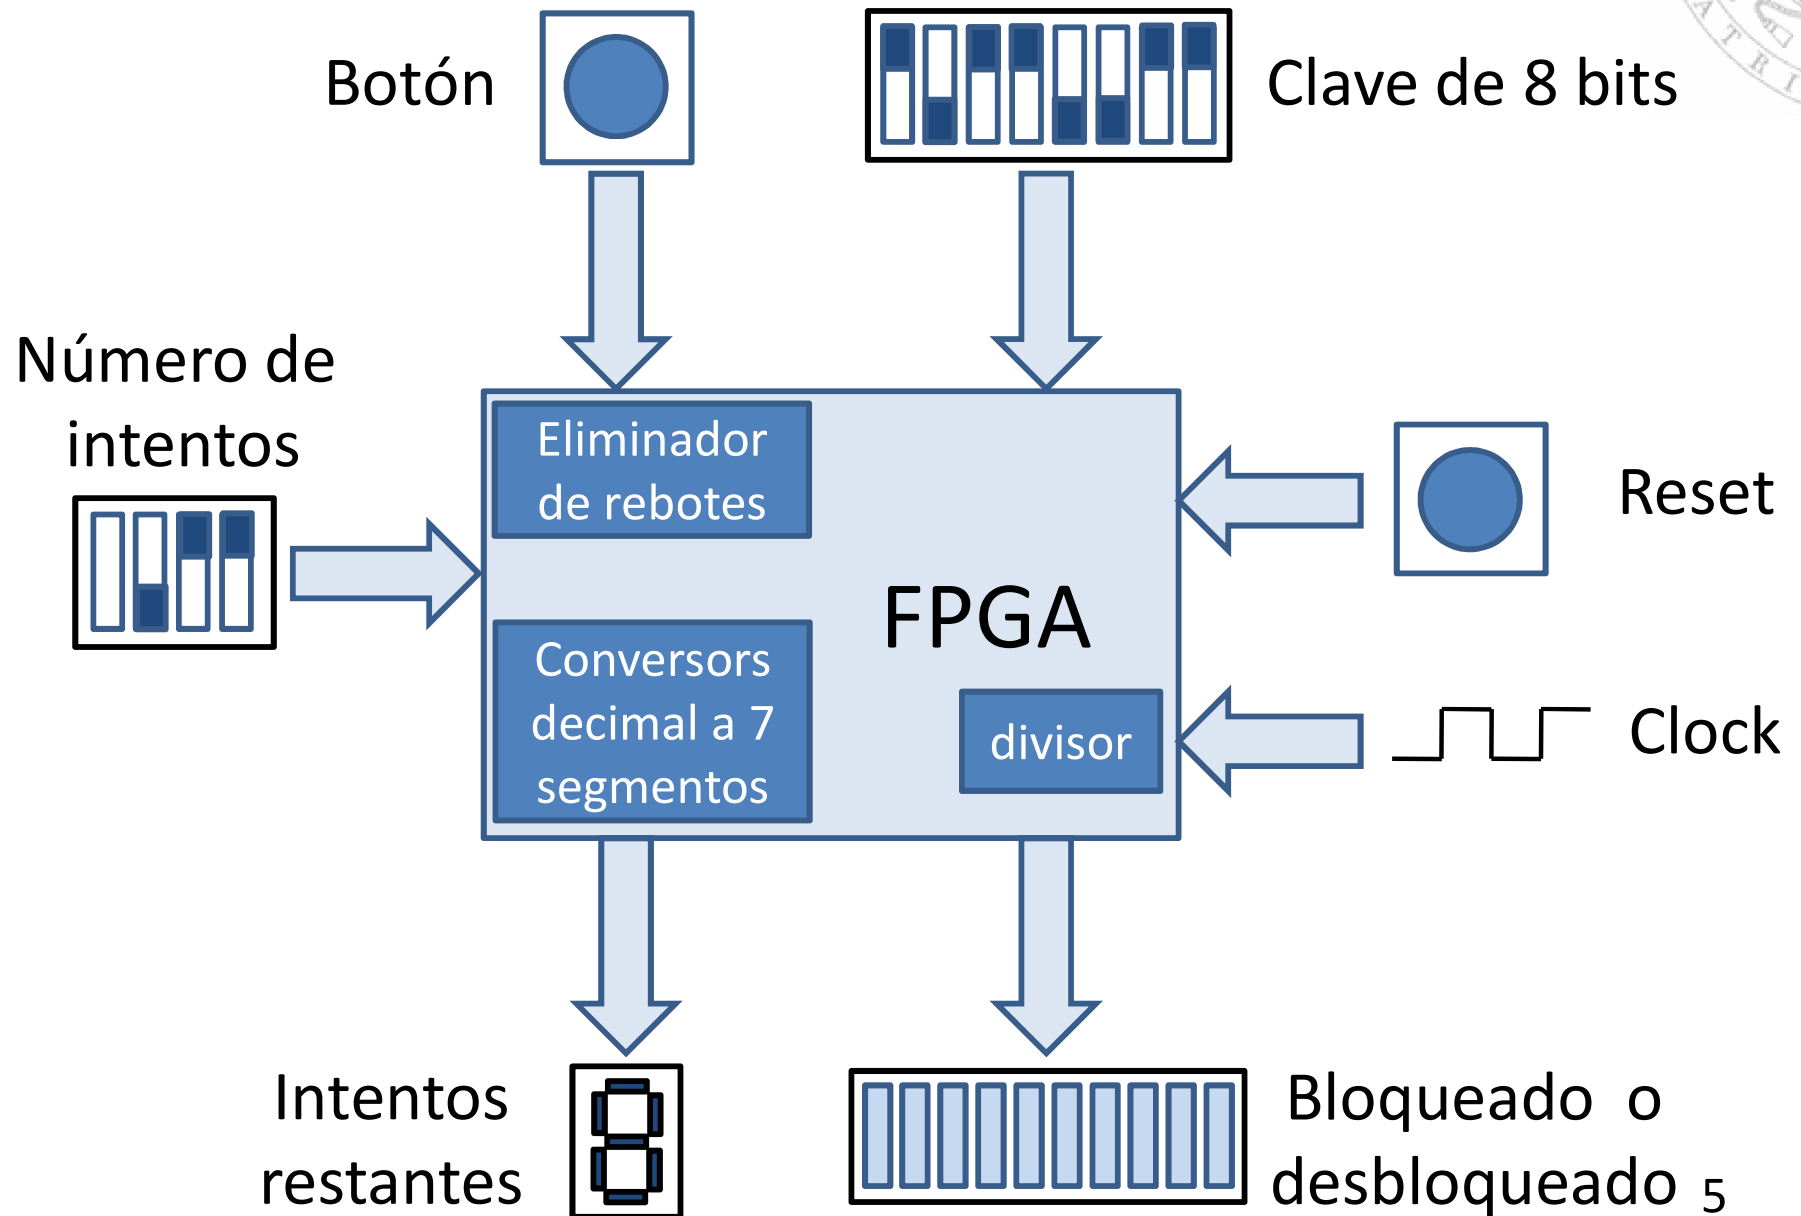 Botón
Clave de 8 bits
Número de
intentos
Eliminador
de rebotes
Reset
FPGA
Conversors
decimal a 7
segmentos
divisor
Clock
Intentos
restantes
Bloqueado o
desbloqueado
5
A T R I